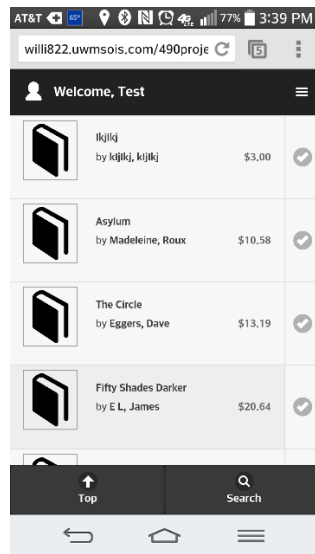 AT&T 65° 4G 77% 3:39 PM
willi822.uwmsois.com/490proje 5
Welcome, Test
lkjlkj
by kljlkj, kljlkj $3.00
Asylum
by Madeleine, Roux $10.58
The Circle
by Eggers, Dave $13.19
Fifty Shades Darker
by E L, James $20.64
Top Search